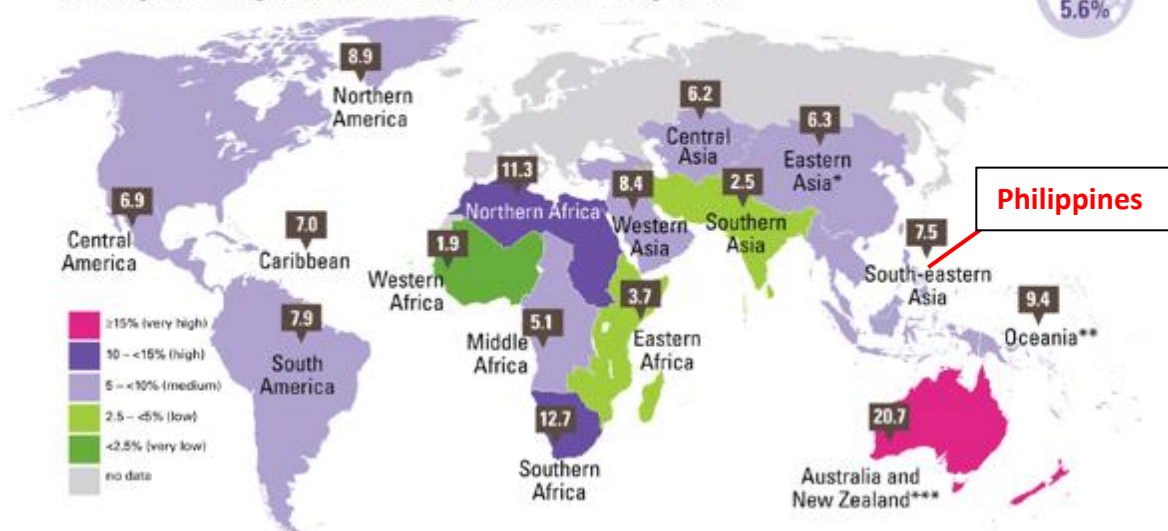 5.6%
8.9
Northern
America
6.2
Central
Asia
6.3
Eastern
Asia*
11.3
Northern Africa
8.4
Western
Asia
2.5
Southern
Asia
Philippines
6.9
Central
America
7.0
Caribbean
1.9
Western
Africa
7.5
South-eastern
Asia
3.7
Eastern
Africa
9.4
Oceania**
7.9
South
America
5.1
Middle
Africa
12.7
Southern
Africa
20.7
Australia and
New Zealand***
≥15% (very high)
10 – <15% (high)
5 – <10% (medium)
2.5 – <5% (low)
<2.5% (very low)
no data